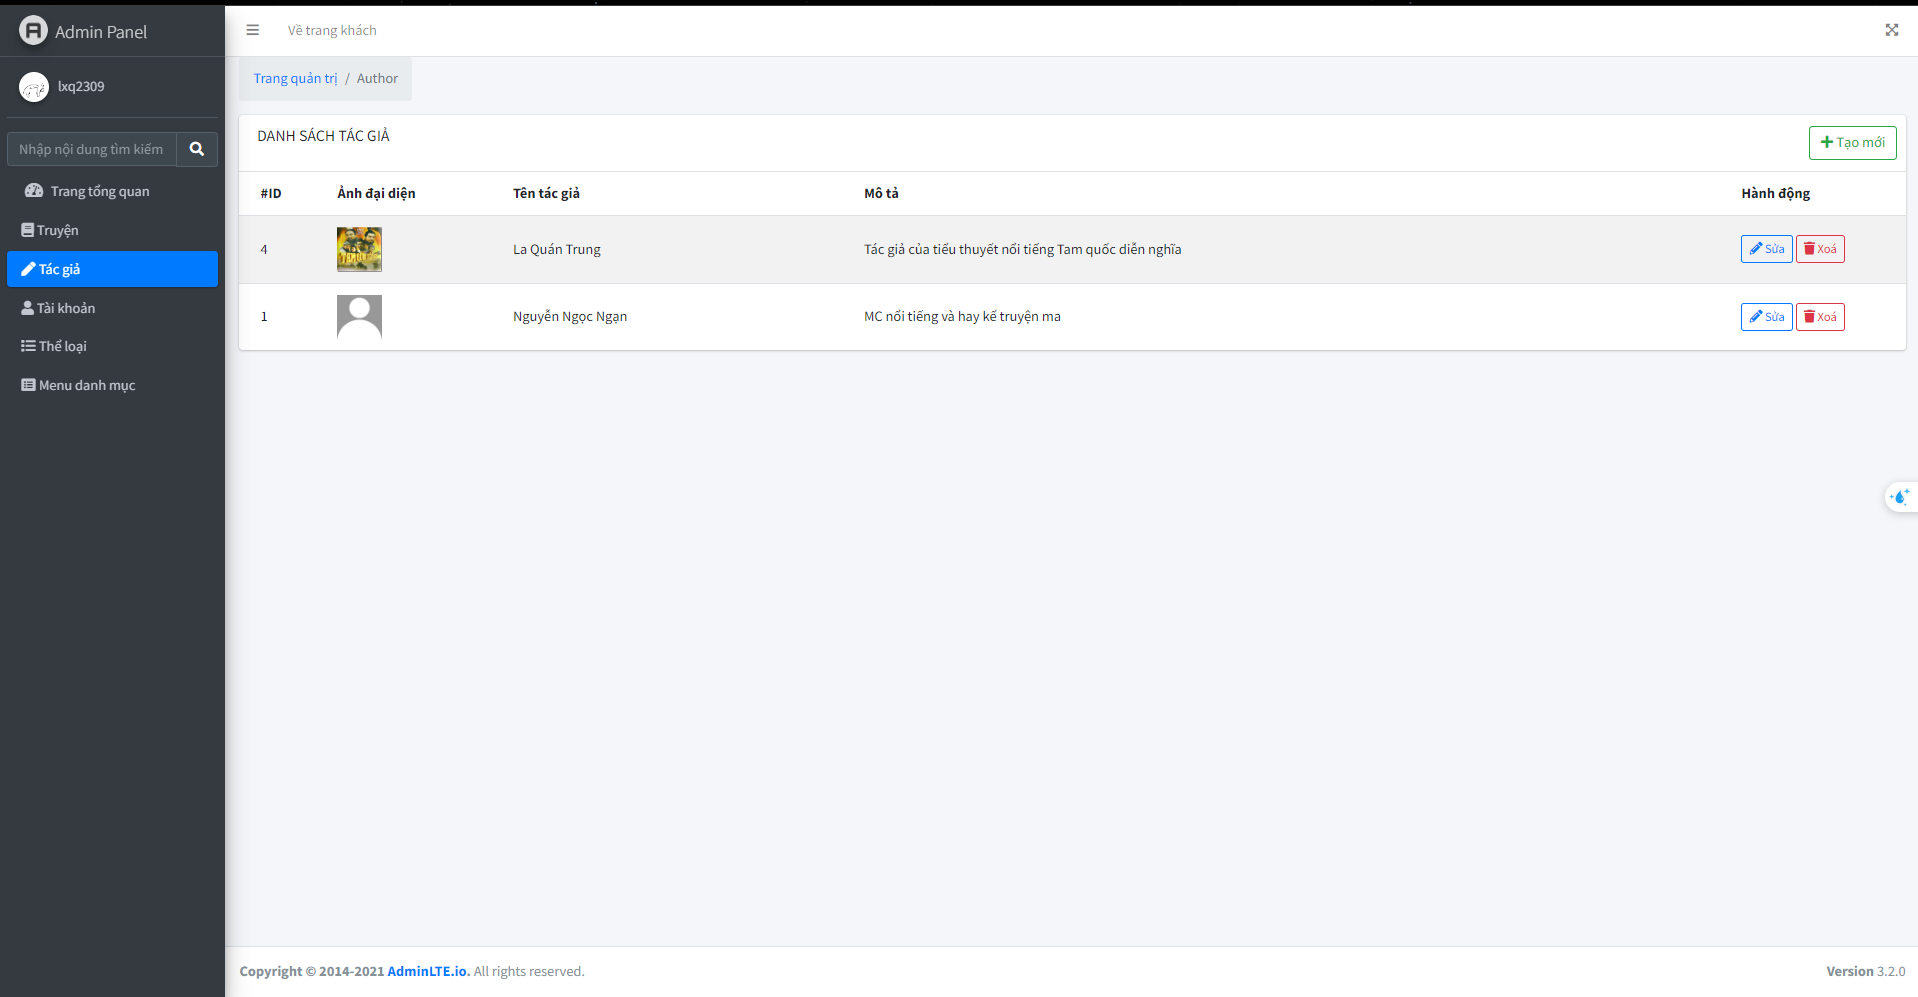 Admin Panel
lxq2309
Nhập nội dung tìm kiếm
Trang tổng quan
Truyện
Tác giả
Tài khoản
Thể loại
Menu danh mục
Về trang khách
Trang quản trị / Author
DANH SÁCH TÁC GIẢ
Tạo mới
#ID Ảnh đại diện Tên tác giả Mô tả Hành động
4 La Quán Trung Tác giả của tiểu thuyết nổi tiếng Tam quốc diễn nghĩa Sửa Xoá
1 Nguyễn Ngọc Ngạn MC nổi tiếng và hay kể truyện ma Sửa Xoá
Copyright © 2014-2021 AdminLTE.io. All rights reserved.
Version 3.2.0